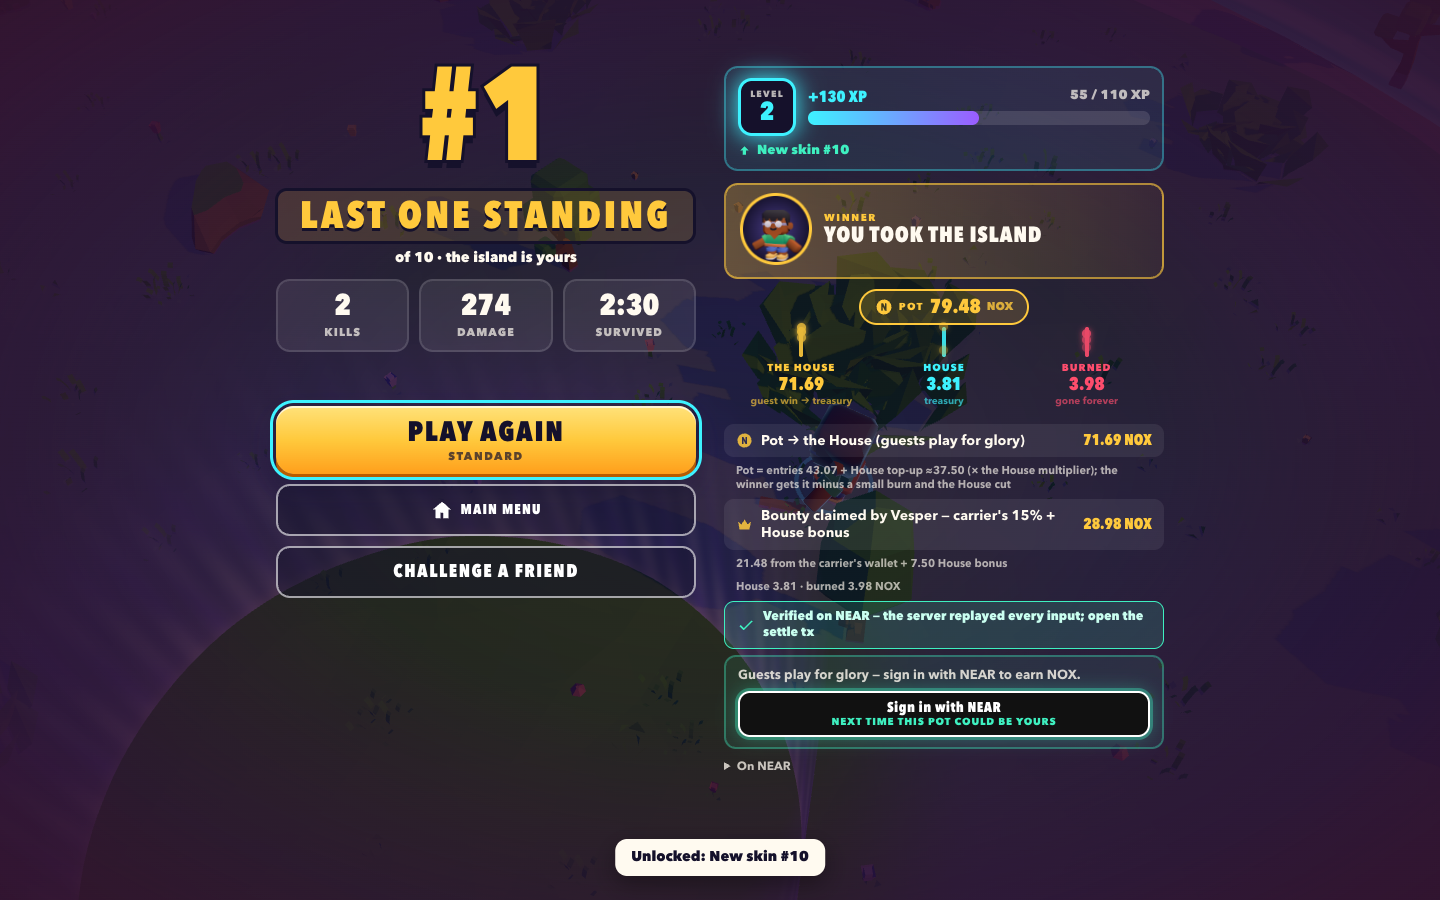 #1
LAST ONE STANDING
of 10 · the island is yours
2
KILLS
274
DAMAGE
2:30
SURVIVED
PLAY AGAIN
STANDARD
MAIN MENU
CHALLENGE A FRIEND
LEVEL
2
+130 XP
55 / 110 XP
New skin #10
WINNER
YOU TOOK THE ISLAND
N POT 79.48 NOX
THE HOUSE
71.69
guest win → treasury
HOUSE
3.81
treasury
BURNED
3.98
gone forever
N Pot → the House (guests play for glory) 71.69 NOX
Pot = entries 43.07 + House top-up ≈37.50 (× the House multiplier); the
winner gets it minus a small burn and the House cut
Bounty claimed by Vesper – carrier's 15% +
House bonus
28.98 NOX
21.48 from the carrier's wallet + 7.50 House bonus
House 3.81 · burned 3.98 NOX
Verified on NEAR – the server replayed every input; open the
settle tx
Guests play for glory – sign in with NEAR to earn NOX.
Sign in with NEAR
NEXT TIME THIS POT COULD BE YOURS
On NEAR
Unlocked: New skin #10